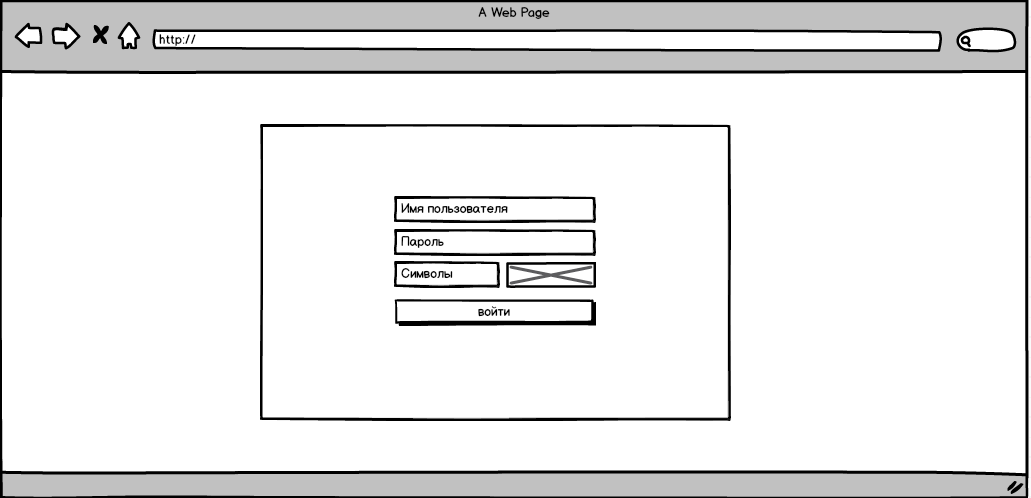 A Web Page
http://
Имя пользователя
Пароль
Символы
войти